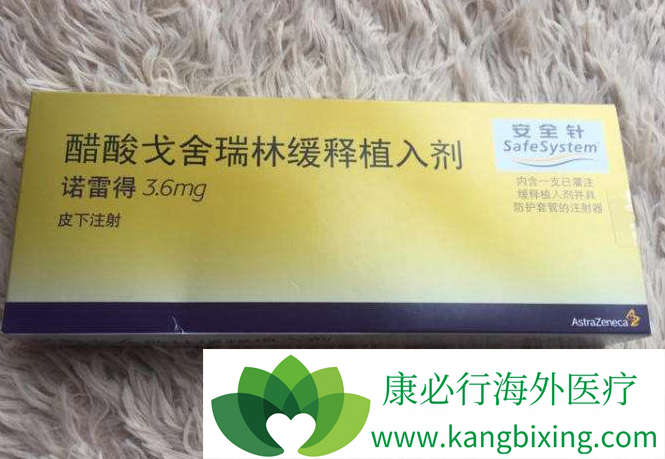 醋酸戈舍瑞林缓释植入剂
诺雷得 3.6mg
皮下注射
安全针
SafeSystem™
内含一支已灌注
缓释植入剂并具
防护套管的注射器
AstraZeneca
康必行海外医疗
www.kangbixing.com